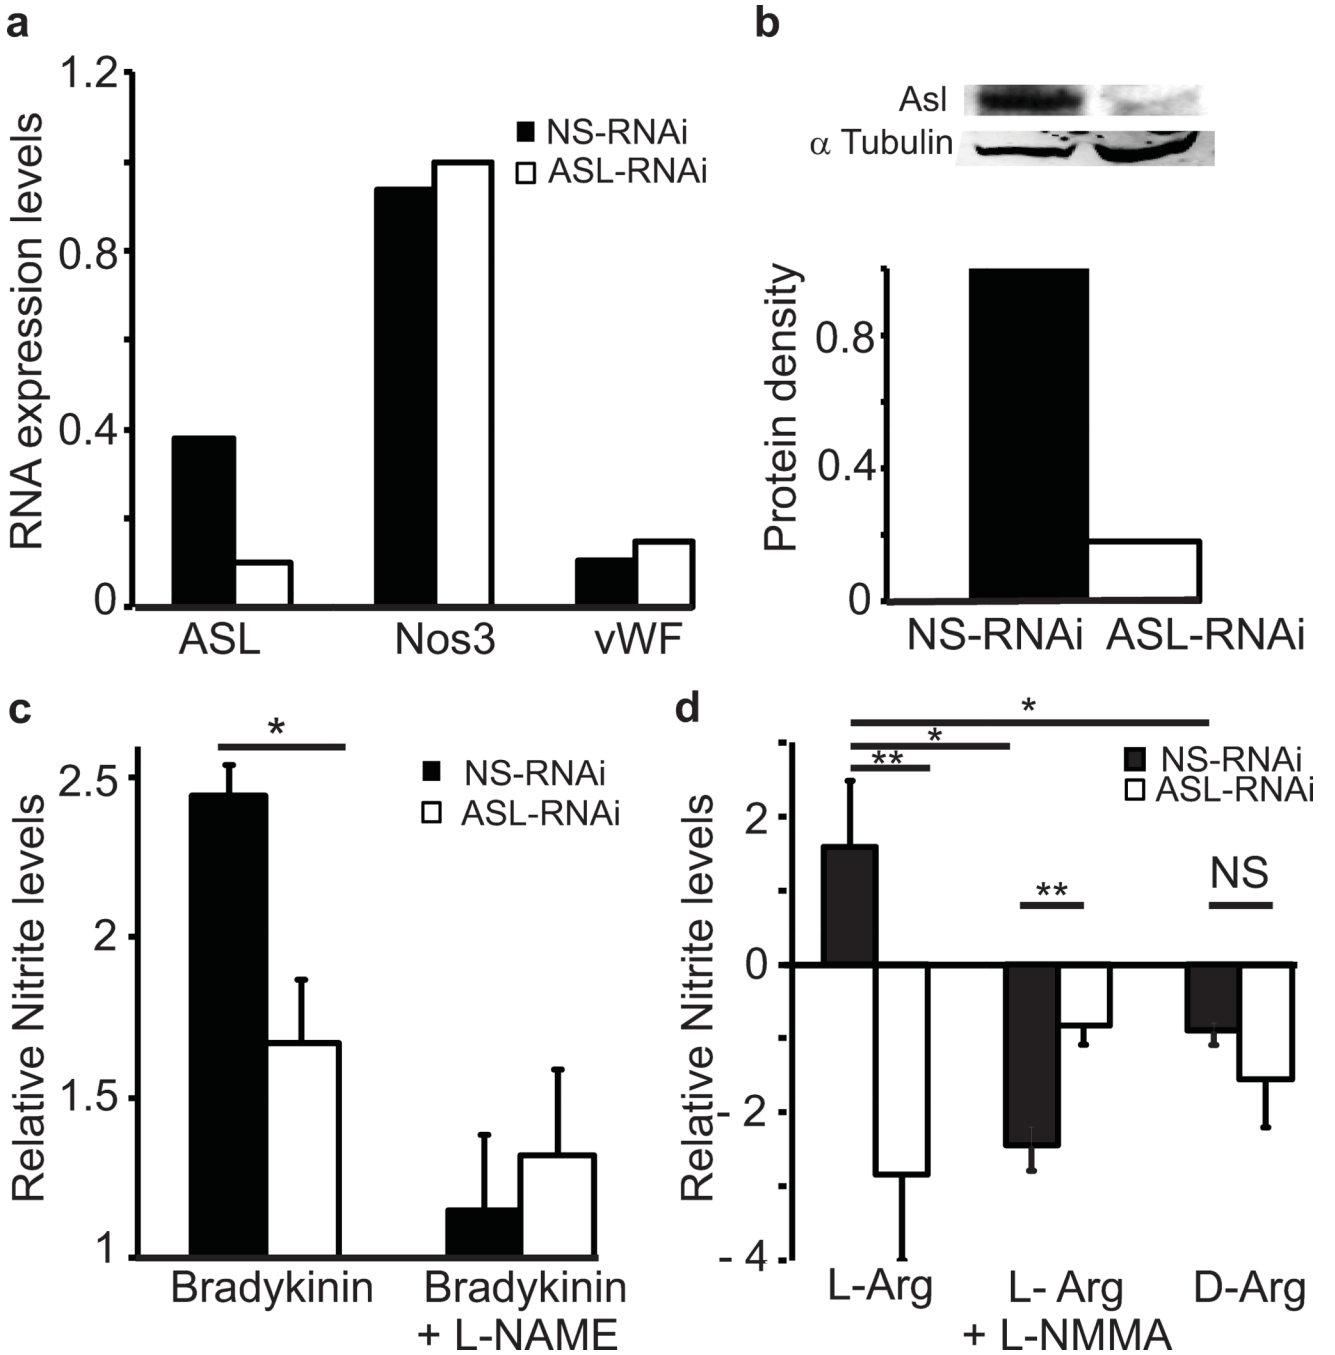 a
1.2
0.8
0.4
0
RNA expression levels
NS-RNAi
ASL-RNAi
ASL
Nos3
vWF
b
Asl
α Tubulin
0.8
0.4
0
Protein density
NS-RNAi
ASL-RNAi
c
*
2.5
2
1.5
1
Relative Nitrite levels
NS-RNAi
ASL-RNAi
Bradykinin
Bradykinin
+ L-NAME
d
*
*
**
NS-RNAi
ASL-RNAi
2
0
- 2
- 4
Relative Nitrite levels
**
NS
L-Arg
L- Arg
+ L-NMMA
D-Arg